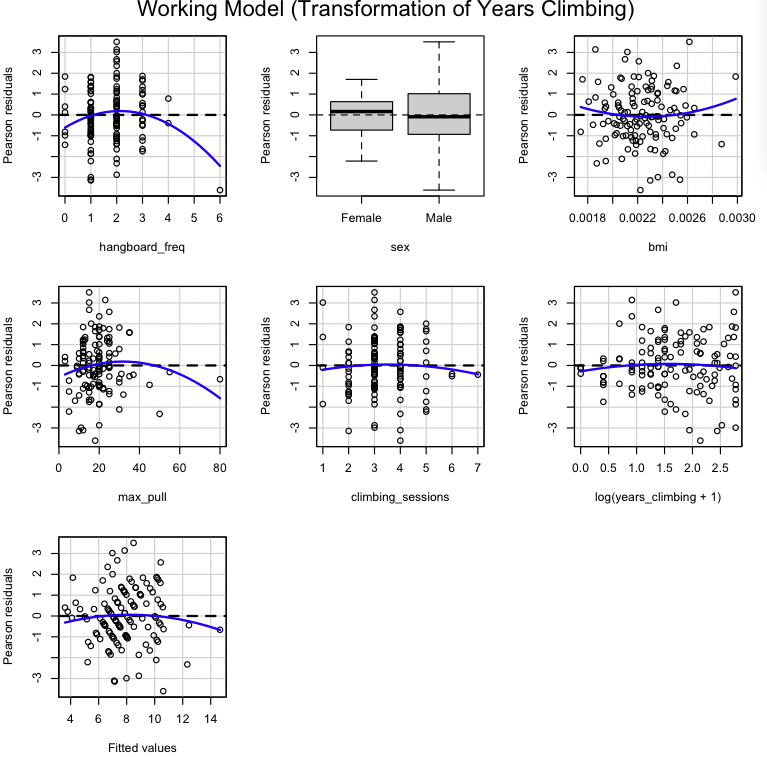 Working Model (Transformation of Years Climbing)
Pearson residuals
3
2
1
0
-1
-3
0 1 2 3 4 5 6
hangboard_freq
Pearson residuals
3
2
1
0
-1
-3
Female Male
sex
Pearson residuals
3
2
1
0
-1
-3
0.0018 0.0022 0.0026 0.0030
bmi
Pearson residuals
3
2
1
0
-1
-3
0 20 40 60 80
max_pull
Pearson residuals
3
2
1
0
-1
-3
1 2 3 4 5 6 7
climbing_sessions
Pearson residuals
3
2
1
0
-1
-3
0.0 0.5 1.0 1.5 2.0 2.5
log(years_climbing + 1)
Pearson residuals
3
2
1
0
-1
-3
4 6 8 10 12 14
Fitted values